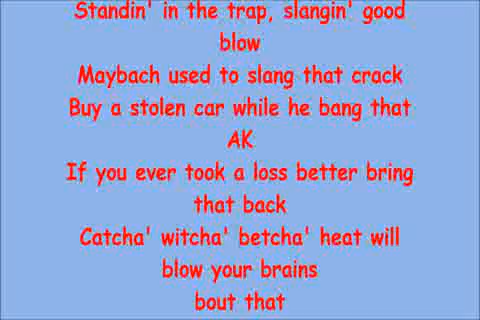 Standin' in the trap, slangin' good
blow
Maybach used to slang that crack
Buy a stolen car while he bang that
AK
If you ever took a loss better bring
that back
Catcha' witcha' betcha' heat will
blow your brains
bout that